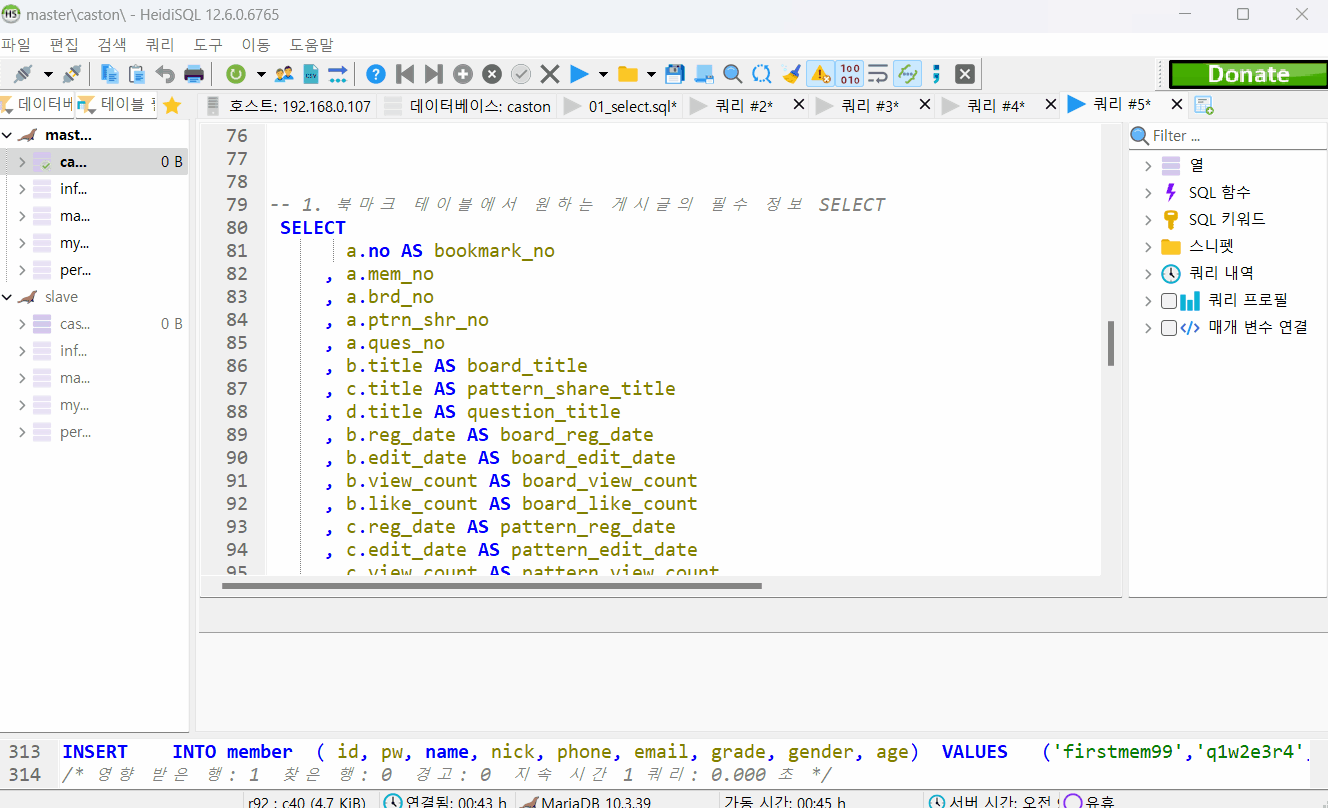 master\caston\ - HeidiSQL 12.6.0.6765
파일 편집 검색 쿼리 도구 이동 도움말
Donate
데이터베 테이블 호스트: 192.168.0.107 데이터베이스: caston 01_select.sql* 쿼리 #2* 쿼리 #3* 쿼리 #4* 쿼리 #5*
mast...
ca... 0 B
inf...
ma...
my...
per...
slave
cas... 0 B
inf...
ma...
my...
per...
76
77
78
79 -- 1. 북마크 테이블에서 원하는 게시글의 필수 정보 SELECT
80 SELECT
81 a.no AS bookmark_no
82 , a.mem_no
83 , a.brd_no
84 , a.ptrn_shr_no
85 , a.ques_no
86 , b.title AS board_title
87 , c.title AS pattern_share_title
88 , d.title AS question_title
89 , b.reg_date AS board_reg_date
90 , b.edit_date AS board_edit_date
91 , b.view_count AS board_view_count
92 , b.like_count AS board_like_count
93 , c.reg_date AS pattern_reg_date
94 , c.edit_date AS pattern_edit_date
95 , c.view_count AS pattern_view_count
Filter ...
열
SQL 함수
SQL 키워드
스니펫
쿼리 내역
쿼리 프로필
매개 변수 연결
313 INSERT INTO member ( id, pw, name, nick, phone, email, grade, gender, age) VALUES ('firstmem99','q1w2e3r4',
314 /* 영향 받은 행: 1 찾은 행: 0 경고: 0 지속 시간 1 쿼리: 0.000 초 */
r92 : c40 (4.7 KiB) 연결됨: 00:43 h MariaDB 10.3.39 가동 시간: 00:45 h 서버 시간: 오전 유휴